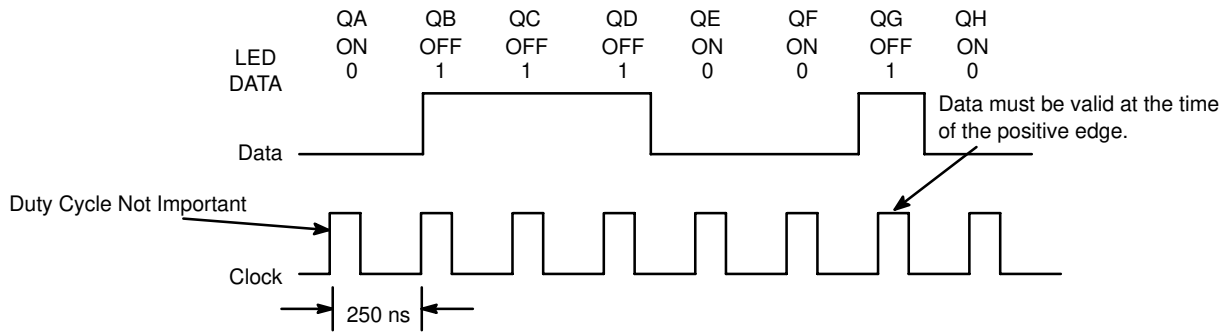 QA QB QC QD QE QF QG QH
ON OFF OFF OFF ON ON OFF ON
LED
0 1 1 1 0 0 1 0
DATA
Data must be valid at the time
of the positive edge.
Data
Duty Cycle Not Important
Clock
250 ns